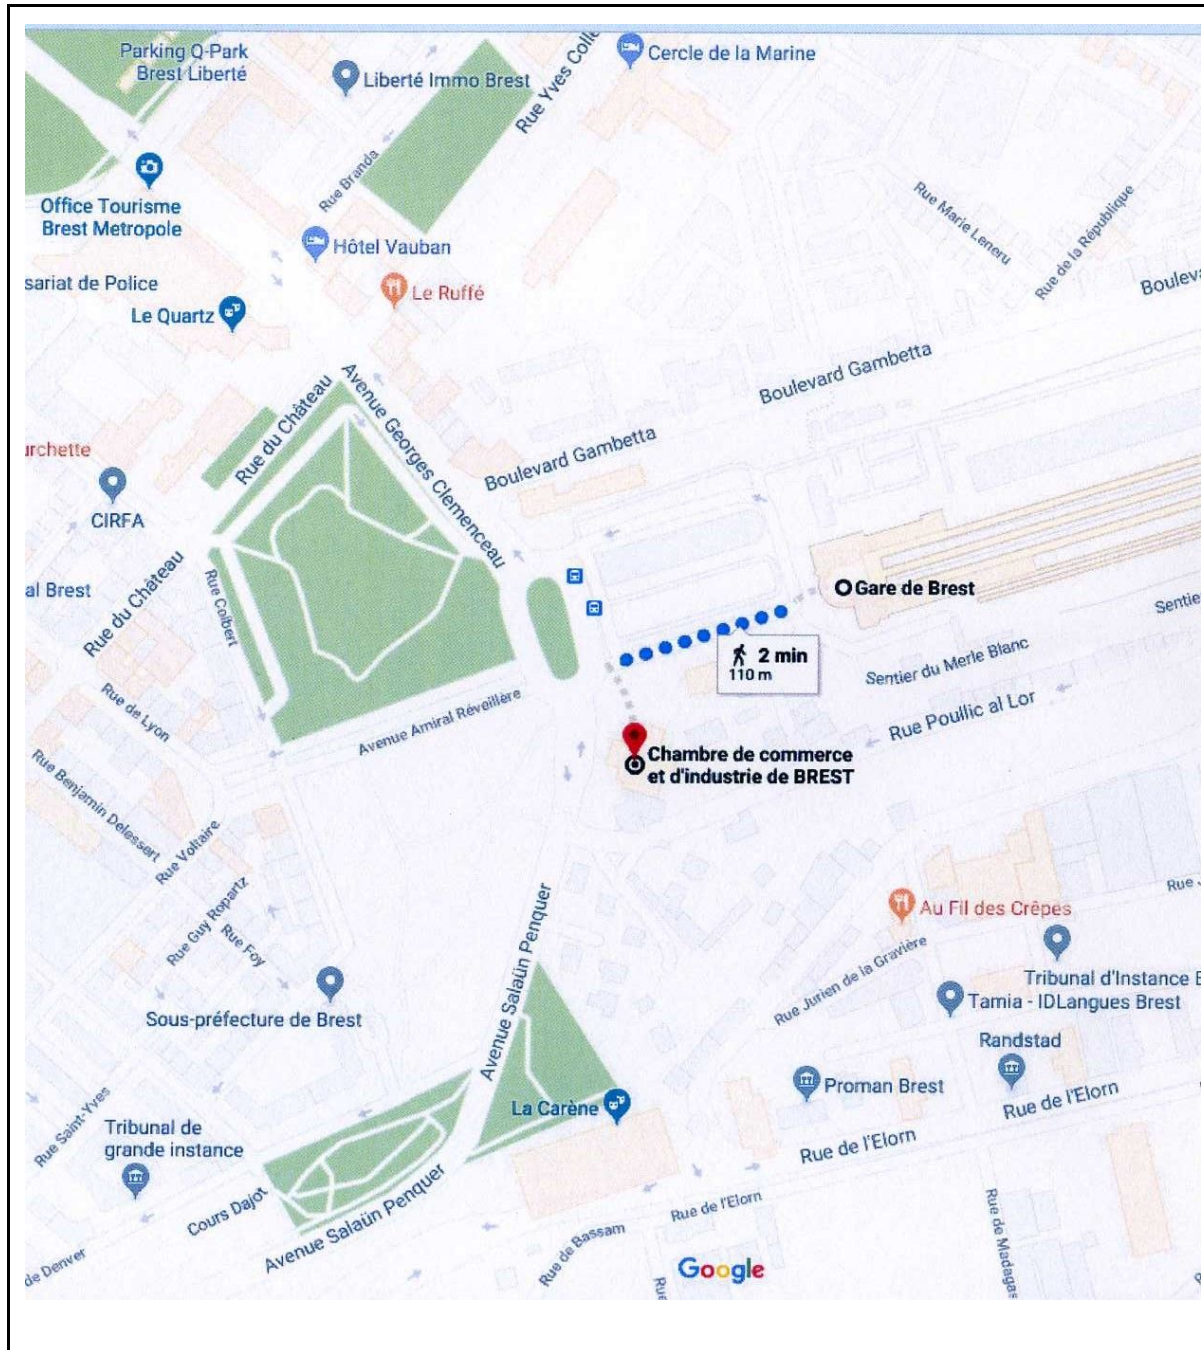 Parking Q-Park
Brest Liberté
Liberté Immo Brest
Rue Yves Colle
Cercle de la Marine
Rue Branda
Office Tourisme
Brest Metropole
Hôtel Vauban
Rue Marie Leneru
Rue de la République
sariat de Police
Le Ruffé
Le Quartz
Bouleva
Boulevard Gambetta
Avenue Georges Clemenceau
Rue du Château
Boulevard Gambetta
urchette
CIRFA
al Brest
Rue du Château
Rue Colbert
Gare de Brest
Sentie
2 min
110 m
Sentier du Merle Blanc
Rue Poullic al Lor
Rue de Lyon
Avenue Amiral Réveillère
Chambre de commerce
et d'industrie de BREST
Rue Benjamin Delessert
Rue Voltaire
Rue Guy Ropartz
Rue Foy
Avenue Salaün Penquer
Rue J
Au Fil des Crêpes
Rue Jurien de la Gravière
Tribunal d'Instance B
Tamia - IDLangues Brest
Sous-préfecture de Brest
Randstad
Proman Brest
Rue de l'Elorn
La Carène
Rue Saint-Yves
Tribunal de
grande instance
Rue de l'Elorn
Cours Dajot
Avenue Salaün Penquer
Rue de l'Elorn
Rue de Bassam
Rue de Madagas
de Denver
Google
Rue